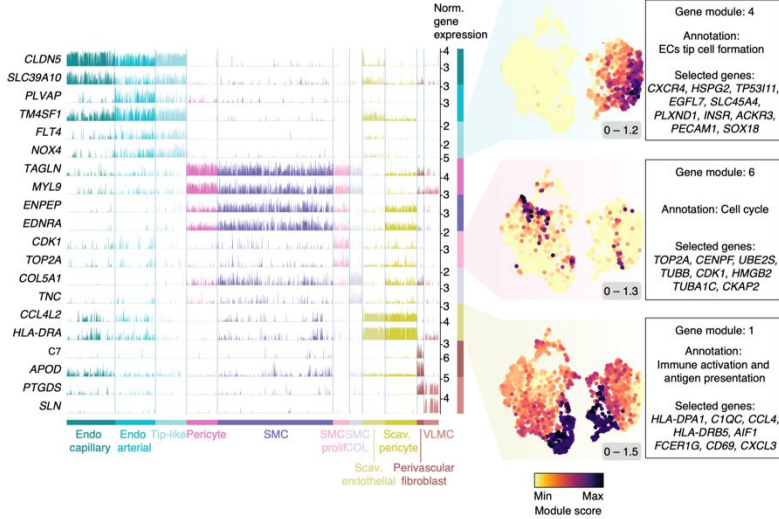 Norm.
gene
expression
CLDN5
SLC39A10
PLVAP
TM4SF1
FLT4
NOX4
TAGLN
MYL9
ENPEP
EDNRA
CDK1
TOP2A
COL5A1
TNC
CCL4L2
HLA-DRA
C7
APOD
PTGDS
SLN
4
3
3
4
2
2
5
4
3
3
3
3
2
3
4
3
3
6
3
4
Endo
capillary
Endo
arterial
Tip-like
Pericyte
SMC
SMC
prolif
SMC
COL
Scav.
endothelial
Scav.
pericyte
Perivascular
fibroblast
VLMC
0 – 1.2
Gene module: 4
Annotation:
ECs tip cell formation
Selected genes:
CXCR4, HSPG2, TP53I11,
EGFL7, SLC45A4,
PLXND1, INSR, ACKR3,
PECAM1, SOX18
0 – 1.3
Gene module: 6
Annotation: Cell cycle
Selected genes:
TOP2A, CENPF, UBE2S,
TUBB, CDK1, HMGB2
TUBA1C, CKAP2
0 – 1.5
Gene module: 1
Annotation:
Immune activation and
antigen presentation
Selected genes:
HLA-DPA1, C1QC, CCL4,
HLA-DRB5, AIF1
FCER1G, CD69, CXCL3
Min
Max
Module score